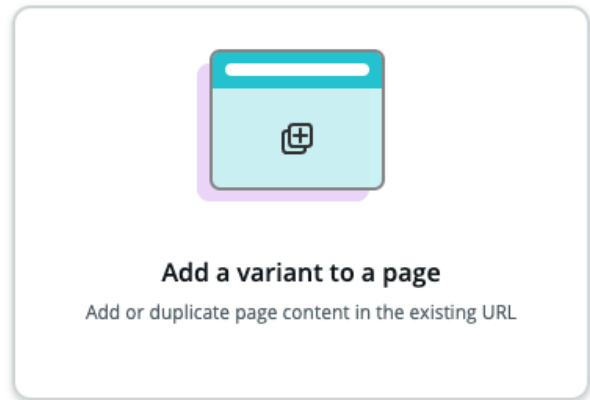 Add a variant to a page
Add or duplicate page content in the existing URL